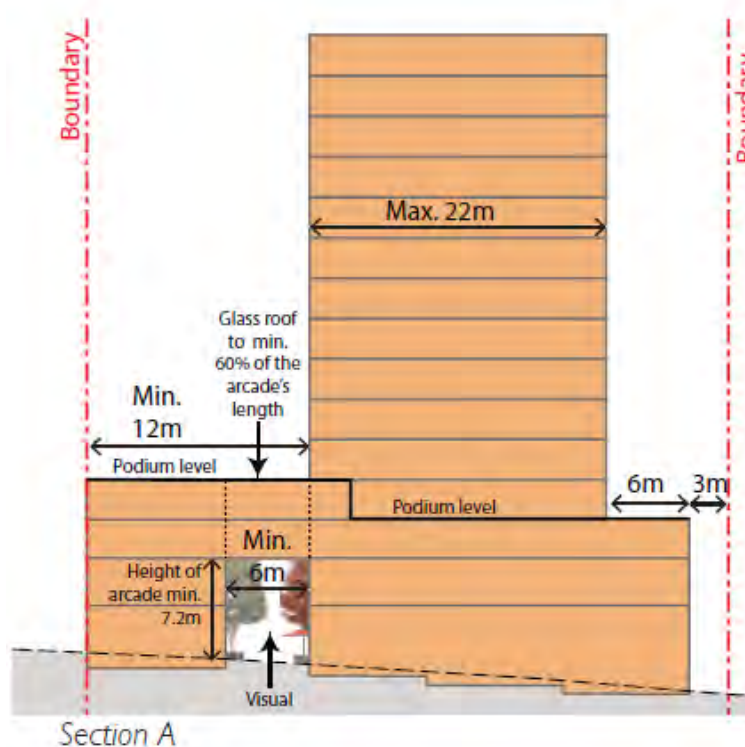 Boundary
Boundary
Max. 22m
Glass roof
to min.
60% of the
arcade's
length
Min.
12m
Podium level
6m
3m
Podium level
Min.
6m
Height of
arcade min.
7.2m
Visual
Section A